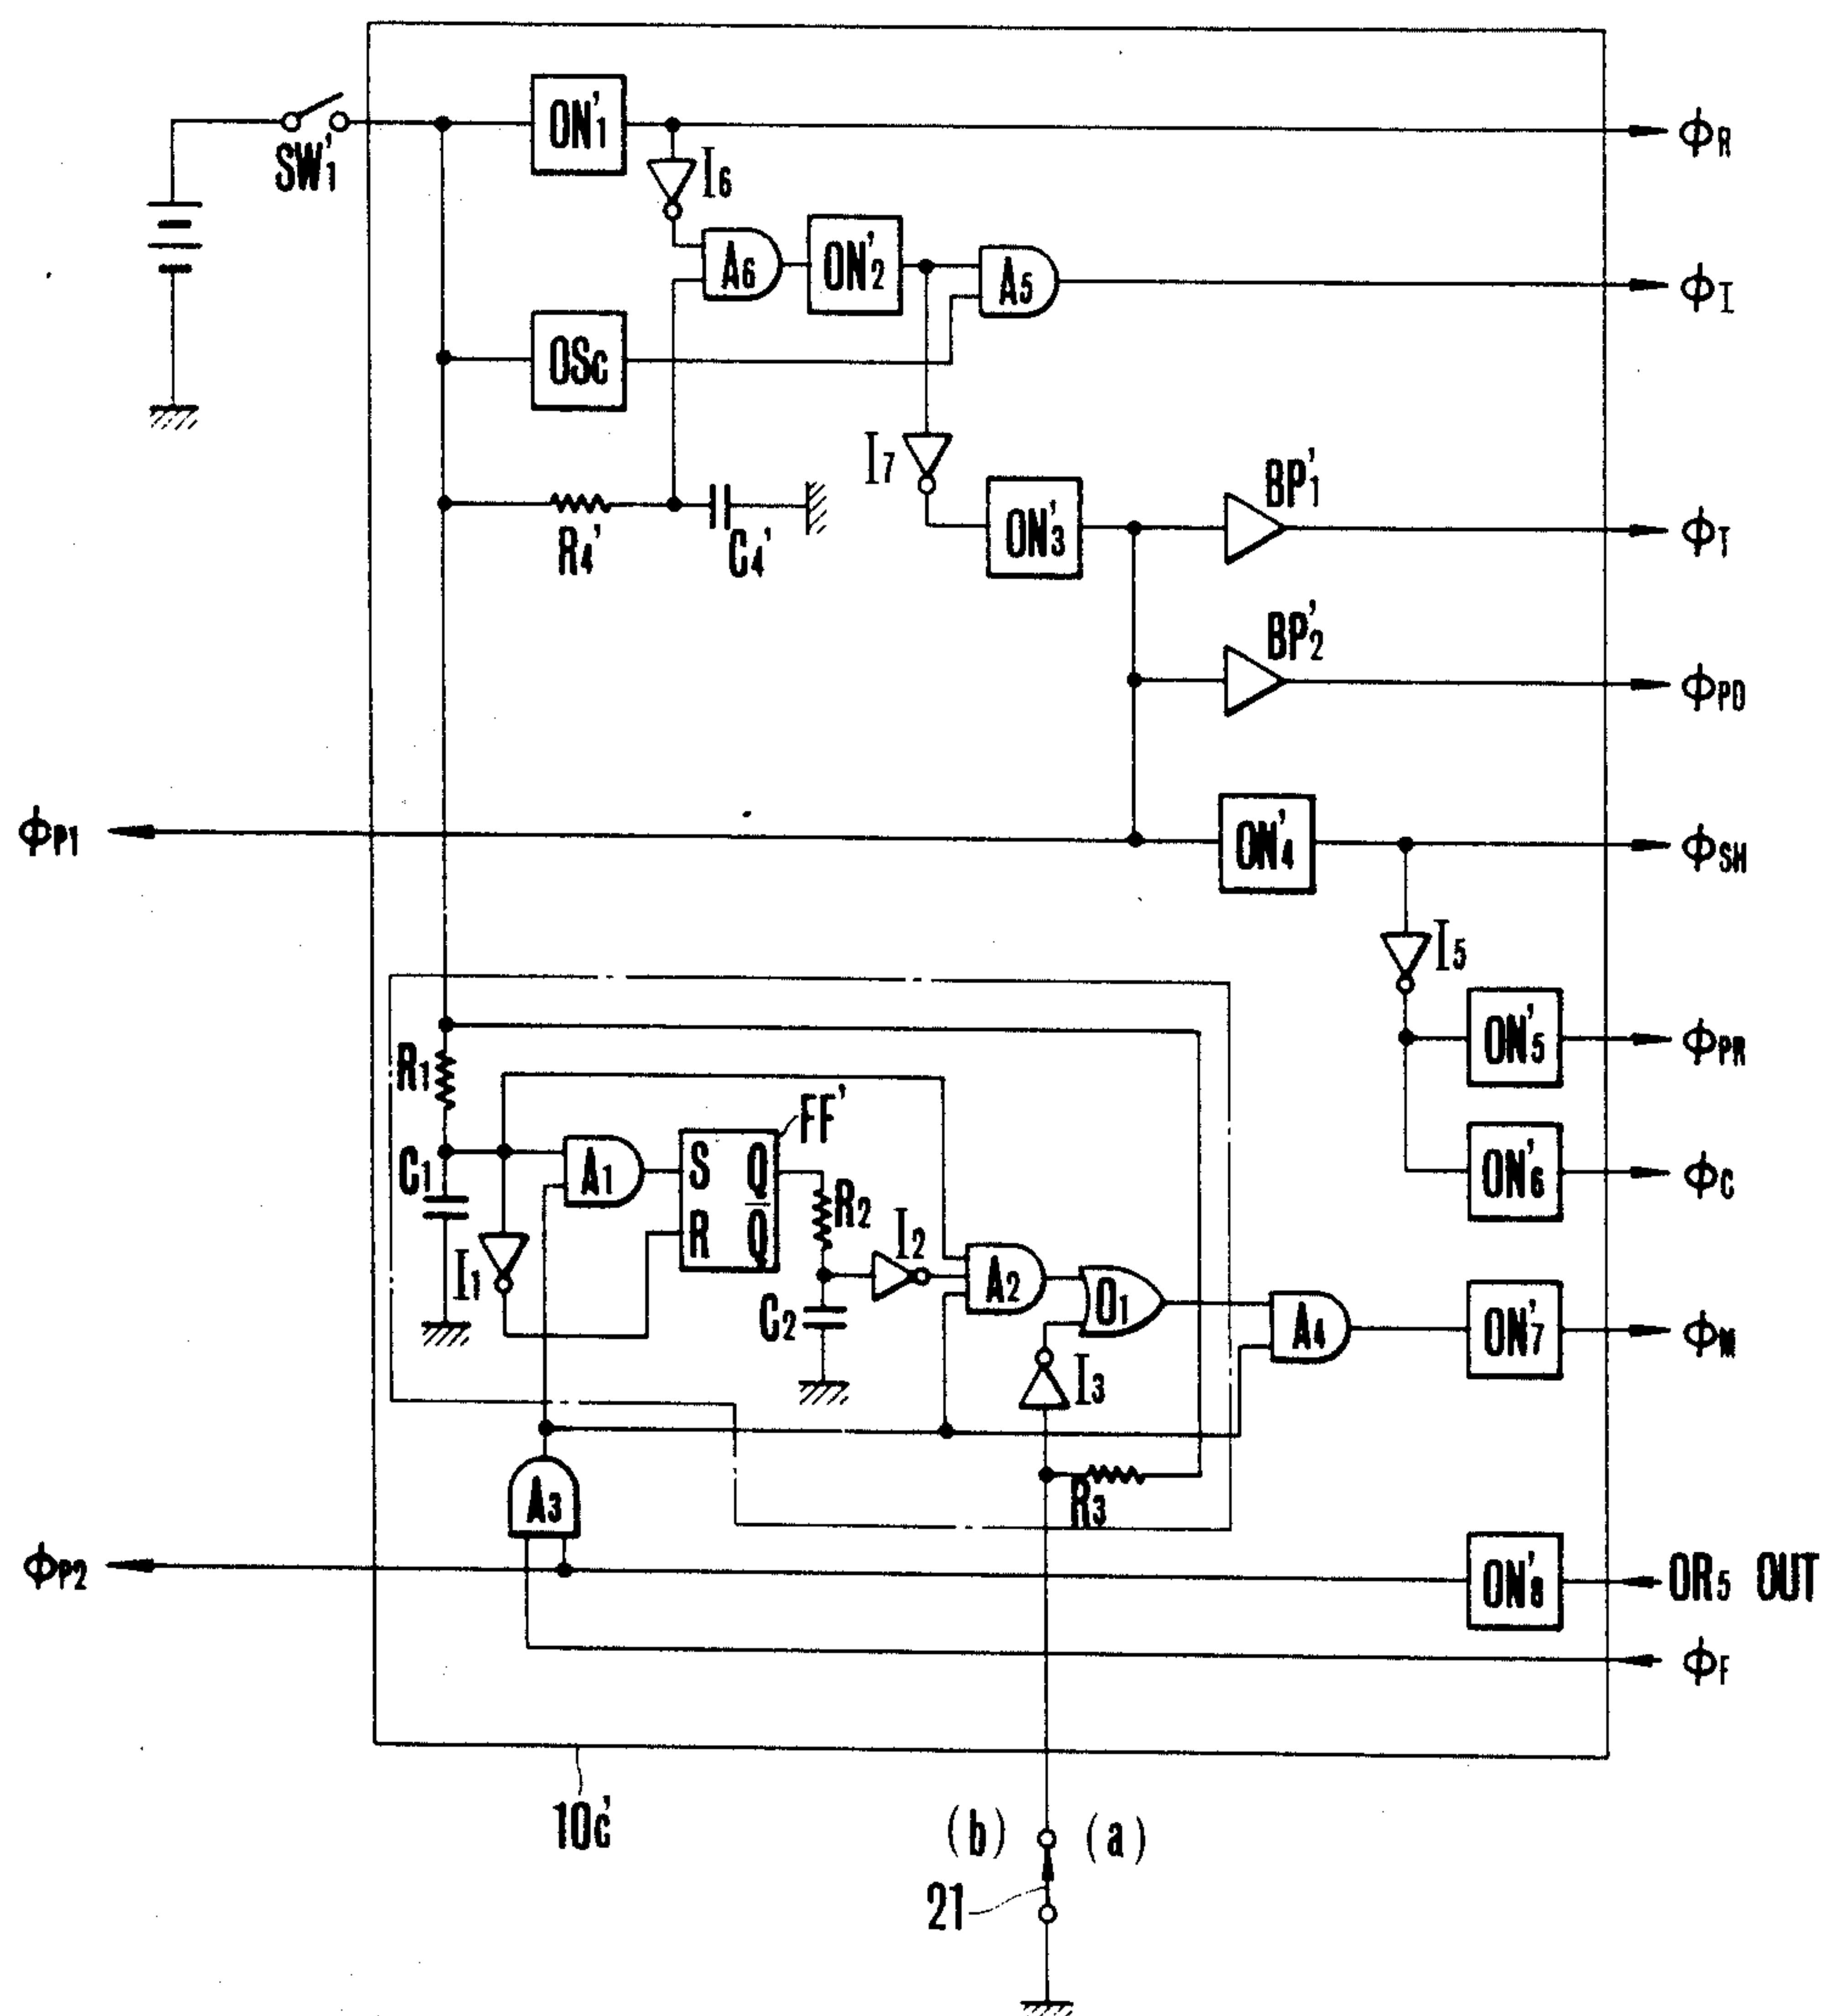 SW'1
ON'1
ΦR
I6
A6
ON'2
A5
ΦI
OSc
I7
R4'
C4'
ON'3
BP'1
ΦT
BP'2
ΦPD
ΦP1
ON'4
ΦSH
I5
ON'5
ΦPR
R1
FF'
C1
A1
S Q
R Q̅
R2
ON'6
ΦC
I1
I2
C2
A2
O1
A4
ON'7
ΦM
I3
A3
R3
ΦP2
ON'8
OR5 OUT
ΦF
10c'
(b) (a)
21